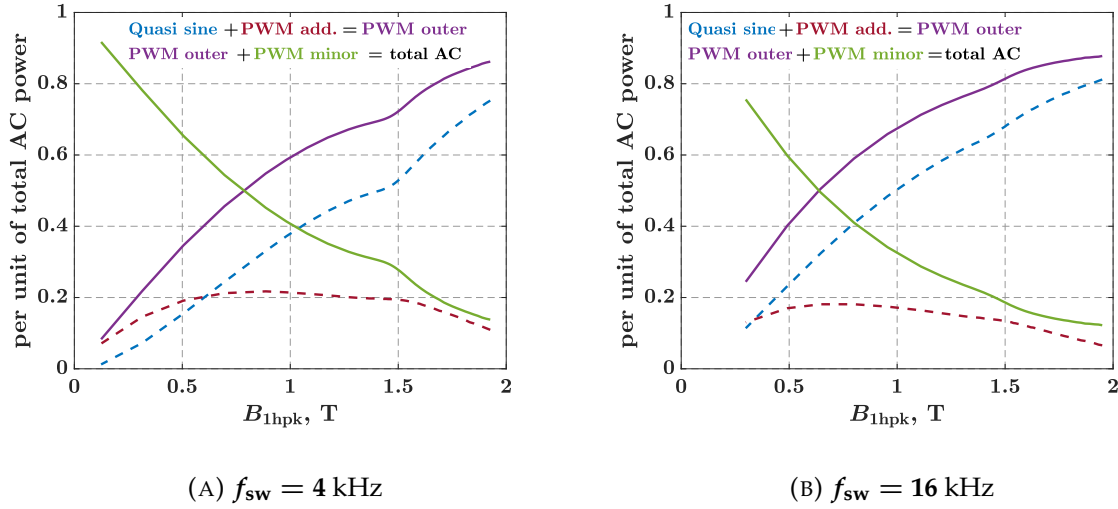 Quasi sine + PWM add. = PWM outer
PWM outer + PWM minor = total AC
per unit of total AC power
1
0.8
0.6
0.4
0.2
0
0
0.5
1
1.5
2
B1hpk, T
(A) fsw = 4 kHz
Quasi sine + PWM add. = PWM outer
PWM outer + PWM minor = total AC
per unit of total AC power
1
0.8
0.6
0.4
0.2
0
0
0.5
1
1.5
2
B1hpk, T
(B) fsw = 16 kHz